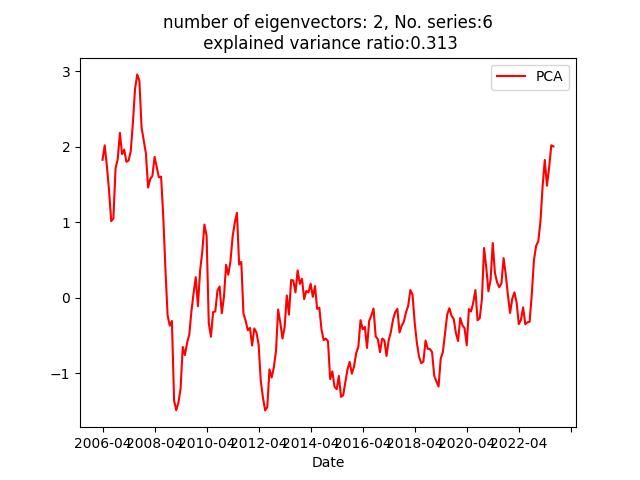 number of eigenvectors: 2, No. series:6
explained variance ratio:0.313
PCA
3
2
1
0
−1
2006-04 2008-04 2010-04 2012-04 2014-04 2016-04 2018-04 2020-04 2022-04
Date